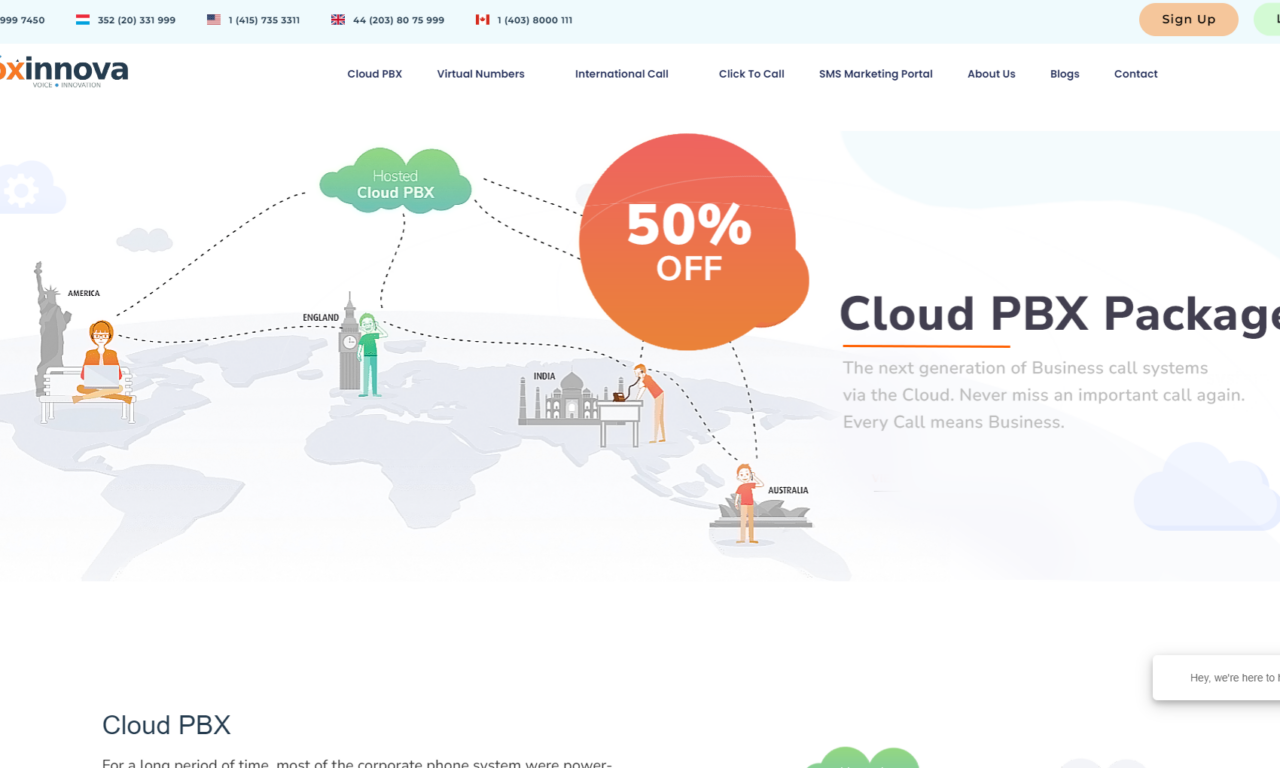 999 7450
352 (20) 331 999
1 (415) 735 3311
44 (203) 80 75 999
1 (403) 8000 111
Sign Up
xinnova
VOICE ● INNOVATION
Cloud PBX
Virtual Numbers
International Call
Click To Call
SMS Marketing Portal
About Us
Blogs
Contact
Hosted
Cloud PBX
50%
OFF
AMERICA
ENGLAND
INDIA
AUSTRALIA
Cloud PBX Package
The next generation of Business call systems
via the Cloud. Never miss an important call again.
Every Call means Business.
Hey, we're here to
Cloud PBX
For a long period of time, most of the corporate phone system were power-